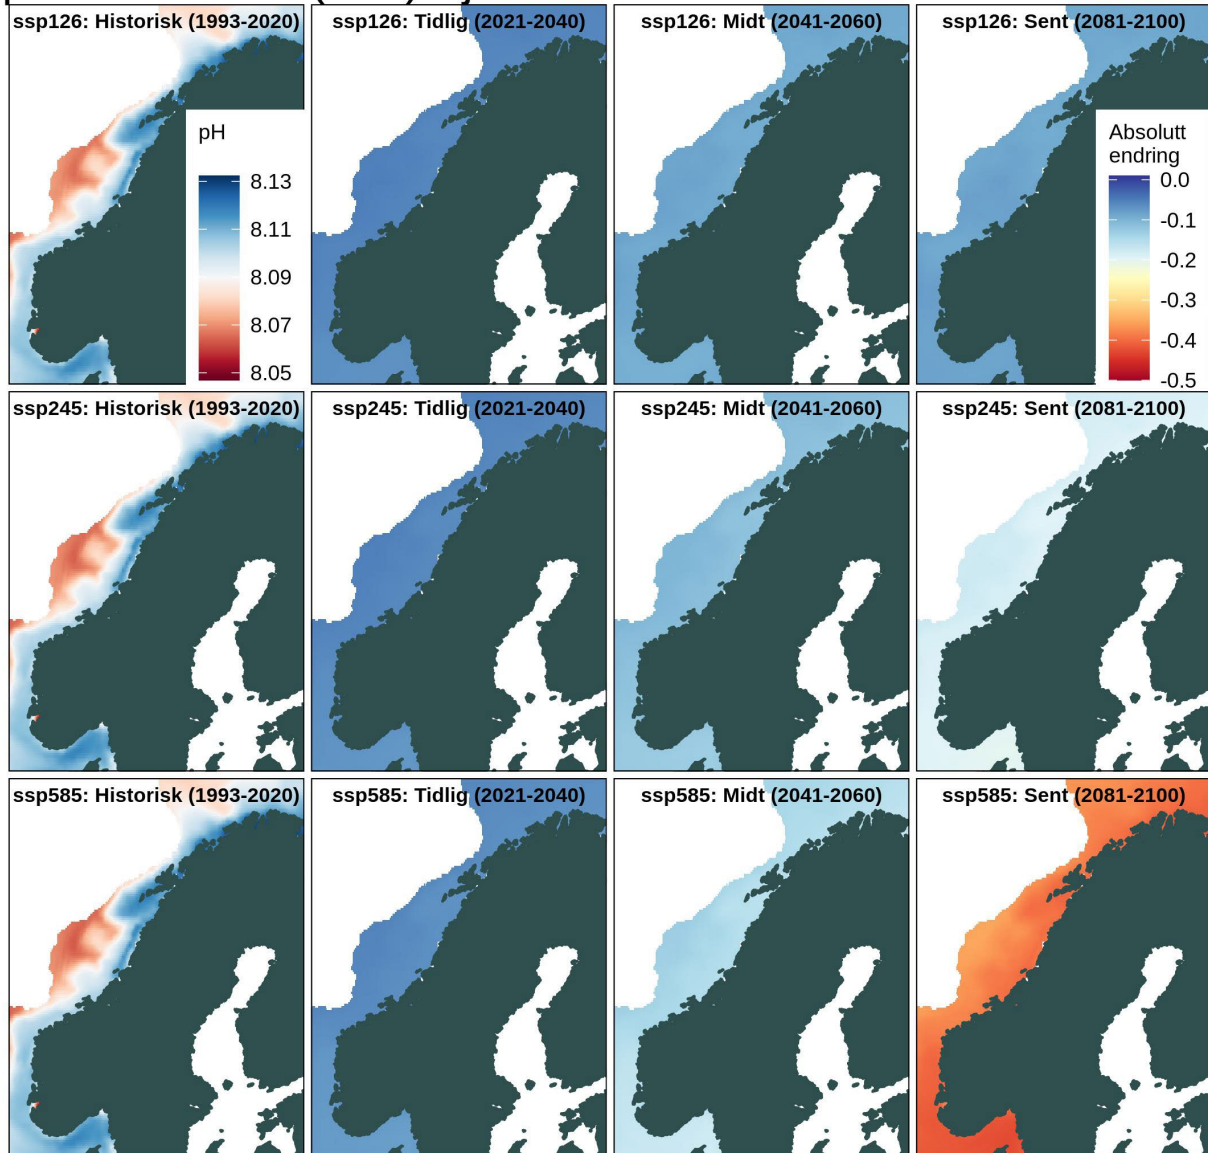 ssp126: Historisk (1993-2020)
ssp126: Tidlig (2021-2040)
ssp126: Midt (2041-2060)
ssp126: Sent (2081-2100)
pH
8.13
8.11
8.09
8.07
8.05
Absolutt
endring
0.0
-0.1
-0.2
-0.3
-0.4
-0.5
ssp245: Historisk (1993-2020)
ssp245: Tidlig (2021-2040)
ssp245: Midt (2041-2060)
ssp245: Sent (2081-2100)
ssp585: Historisk (1993-2020)
ssp585: Tidlig (2021-2040)
ssp585: Midt (2041-2060)
ssp585: Sent (2081-2100)